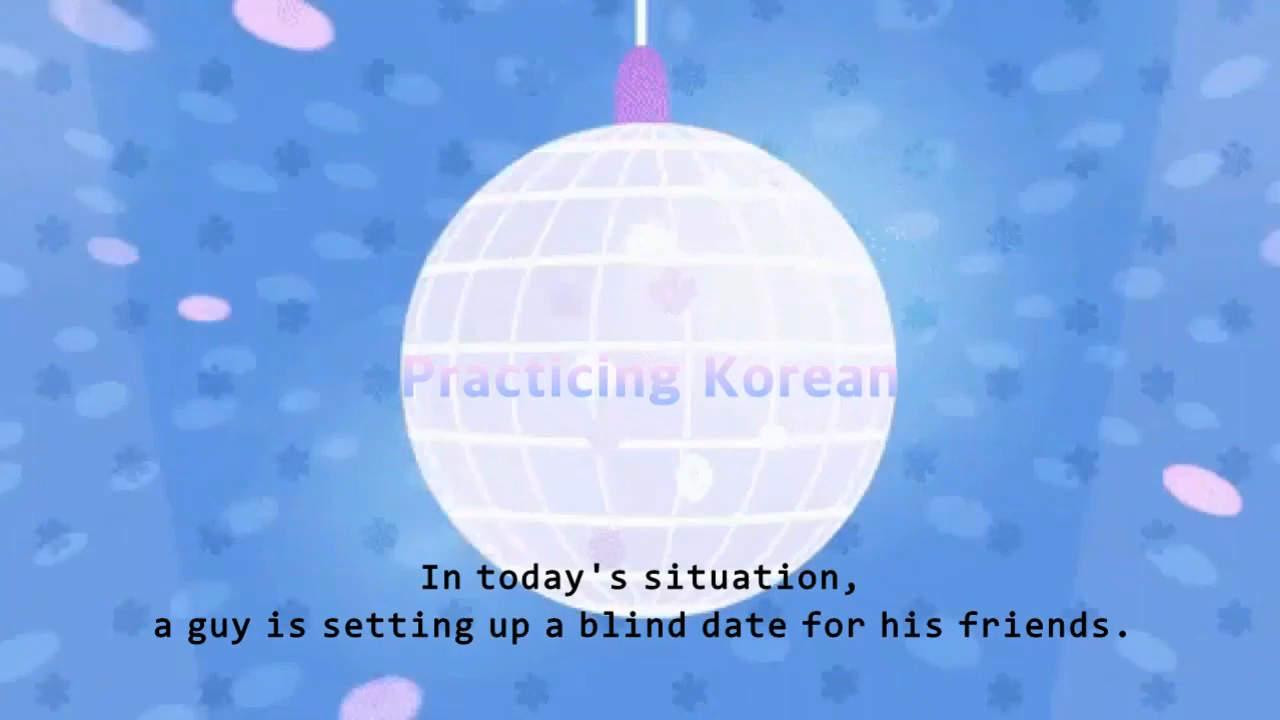 Practicing Korean
In today's situation,
a guy is setting up a blind date for his friends.